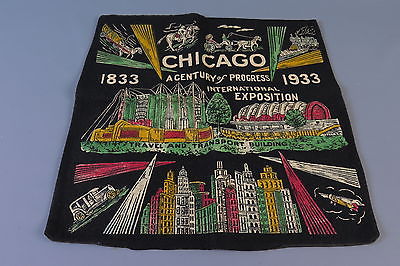 CHICAGO
1833 A CENTURY OF PROGRESS 1933
INTERNATIONAL
EXPOSITION
TRAVEL AND TRANSPORT BUILDING